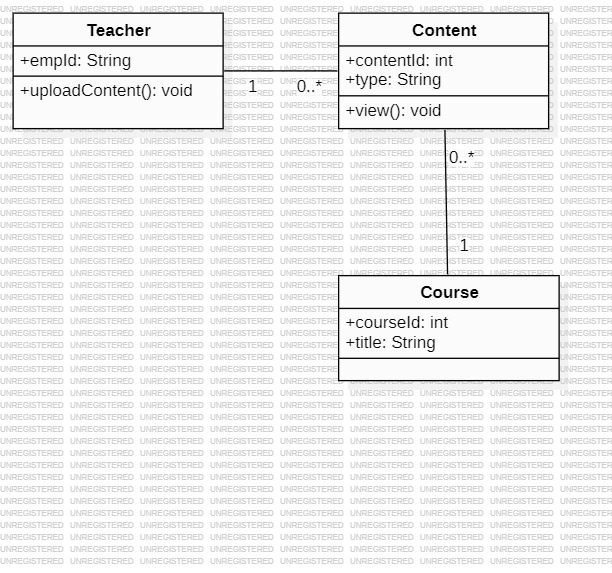 Teacher
+empId: String
+uploadContent(): void
1
0..*
Content
+contentId: int
+type: String
+view(): void
0..*
1
Course
+courseId: int
+title: String
UNREGISTERED